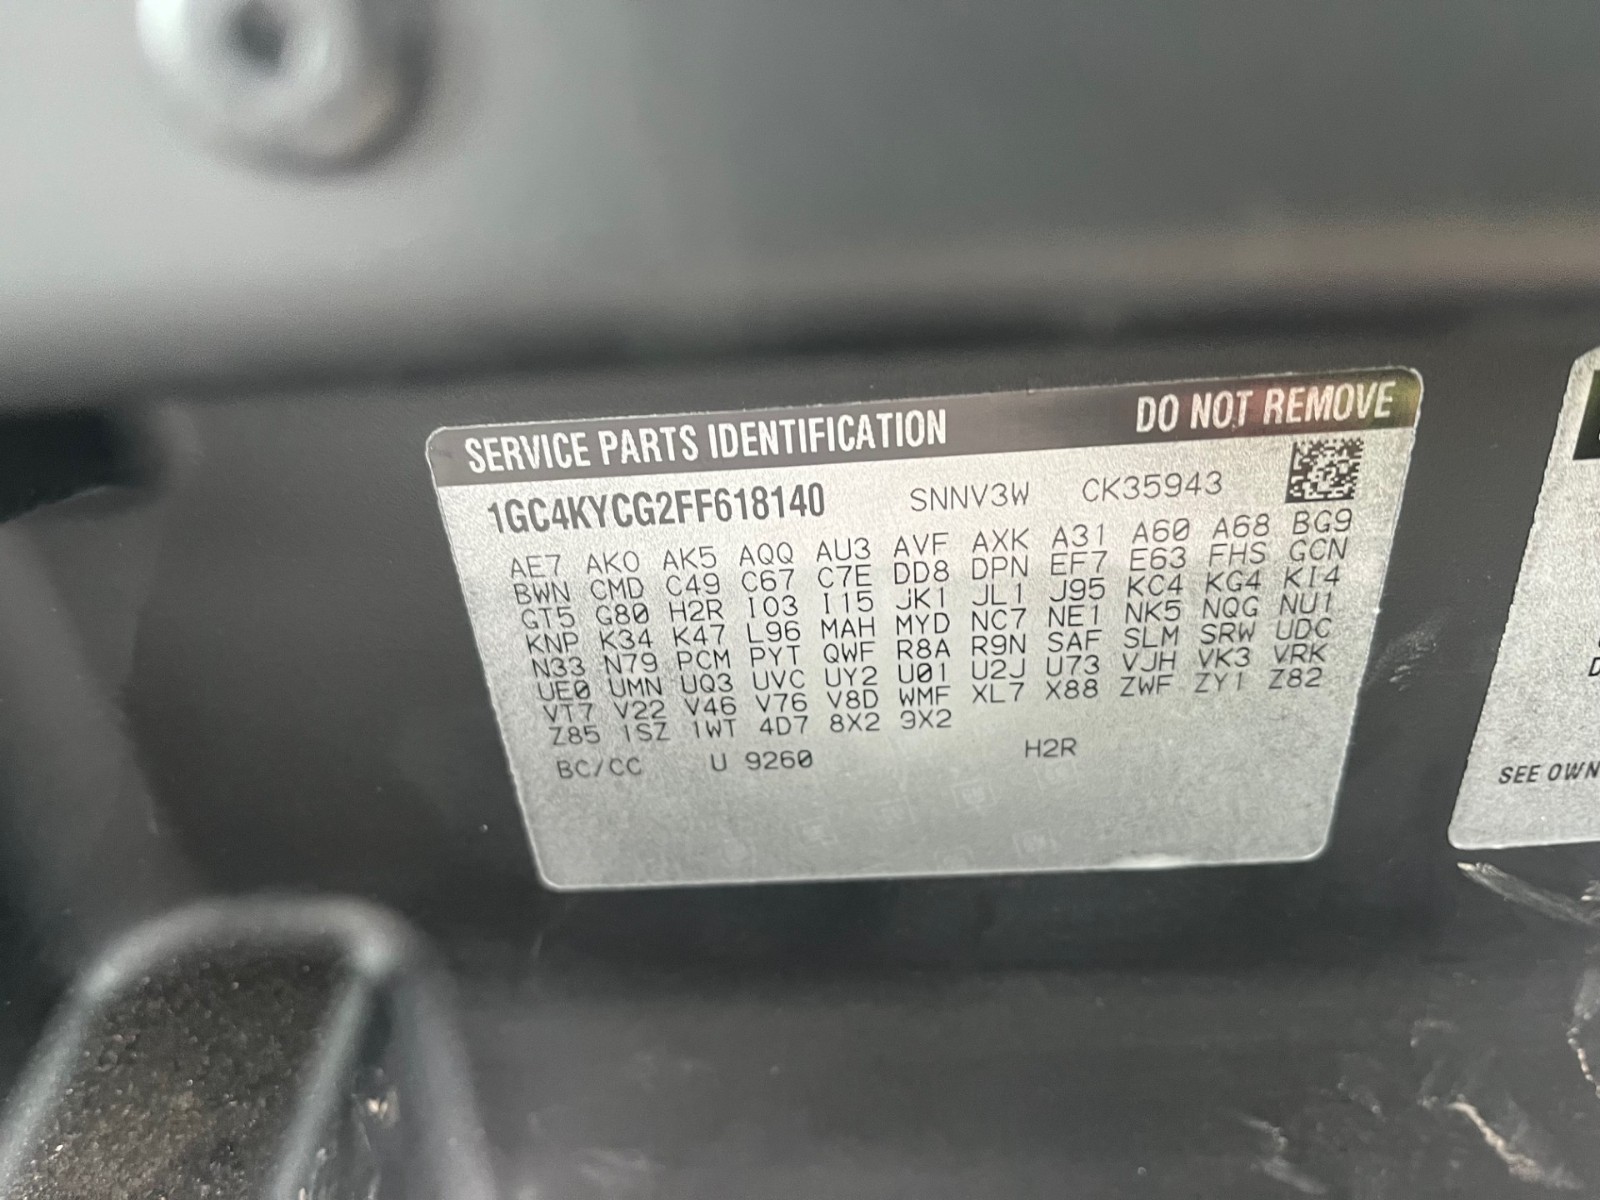 SERVICE PARTS IDENTIFICATION DO NOT REMOVE
1GC4KYCG2FF618140 SNNV3W CK35943
AE7 AK0 AK5 AQQ AU3 AVF AXK A31 A60 A68 BG9
BWN CMD C49 C67 C7E DD8 DPN EF7 E63 FHS GCN
GT5 G80 H2R I03 I15 JK1 JL1 J95 KC4 KG4 KI4
KNP K34 K47 L96 MAH MYD NC7 NE1 NK5 NQG NU1
N33 N79 PCM PYT QWF R8A R9N SAF SLM SRW UDC
UE0 UMN UQ3 UVC UY2 U01 U2J U73 VJH VK3 VRK
VT7 V22 V46 V76 V8D WMF XL7 X88 ZWF ZY1 Z82
Z85 1SZ 1WT 4D7 8X2 9X2
BC/CC U 9260 H2R
SEE